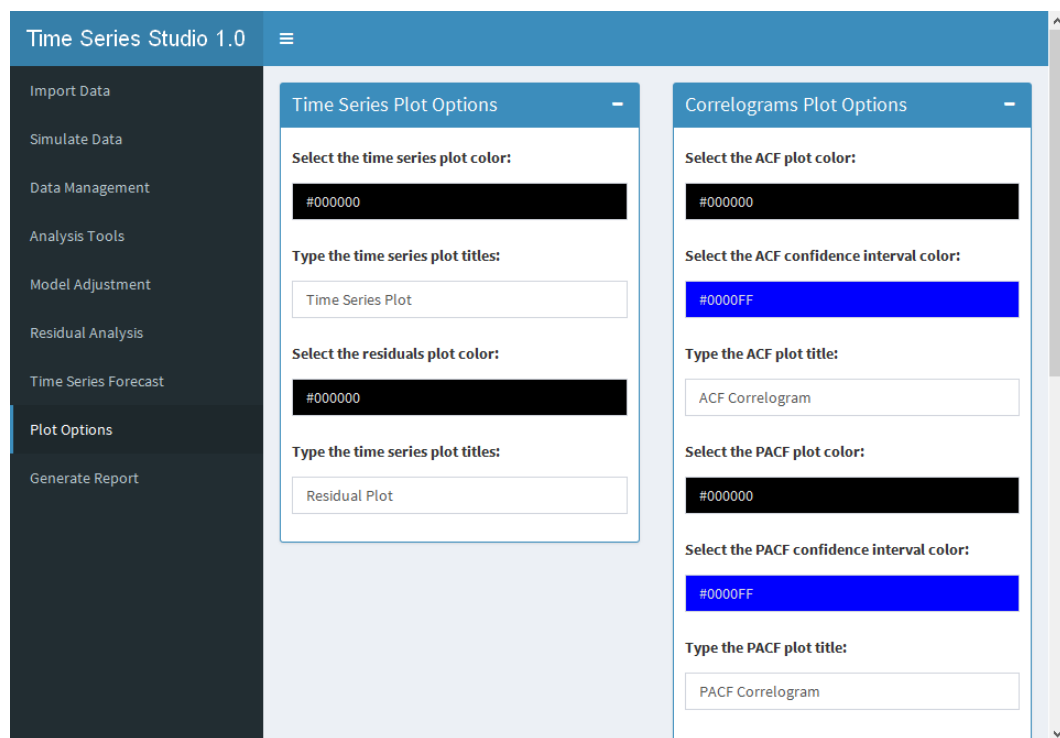 Time Series Studio 1.0
Import Data
Simulate Data
Data Management
Analysis Tools
Model Adjustment
Residual Analysis
Time Series Forecast
Plot Options
Generate Report
Time Series Plot Options
Select the time series plot color:
#000000
Type the time series plot titles:
Time Series Plot
Select the residuals plot color:
#000000
Type the time series plot titles:
Residual Plot
Correlograms Plot Options
Select the ACF plot color:
#000000
Select the ACF confidence interval color:
#0000FF
Type the ACF plot title:
ACF Correlogram
Select the PACF plot color:
#000000
Select the PACF confidence interval color:
#0000FF
Type the PACF plot title:
PACF Correlogram